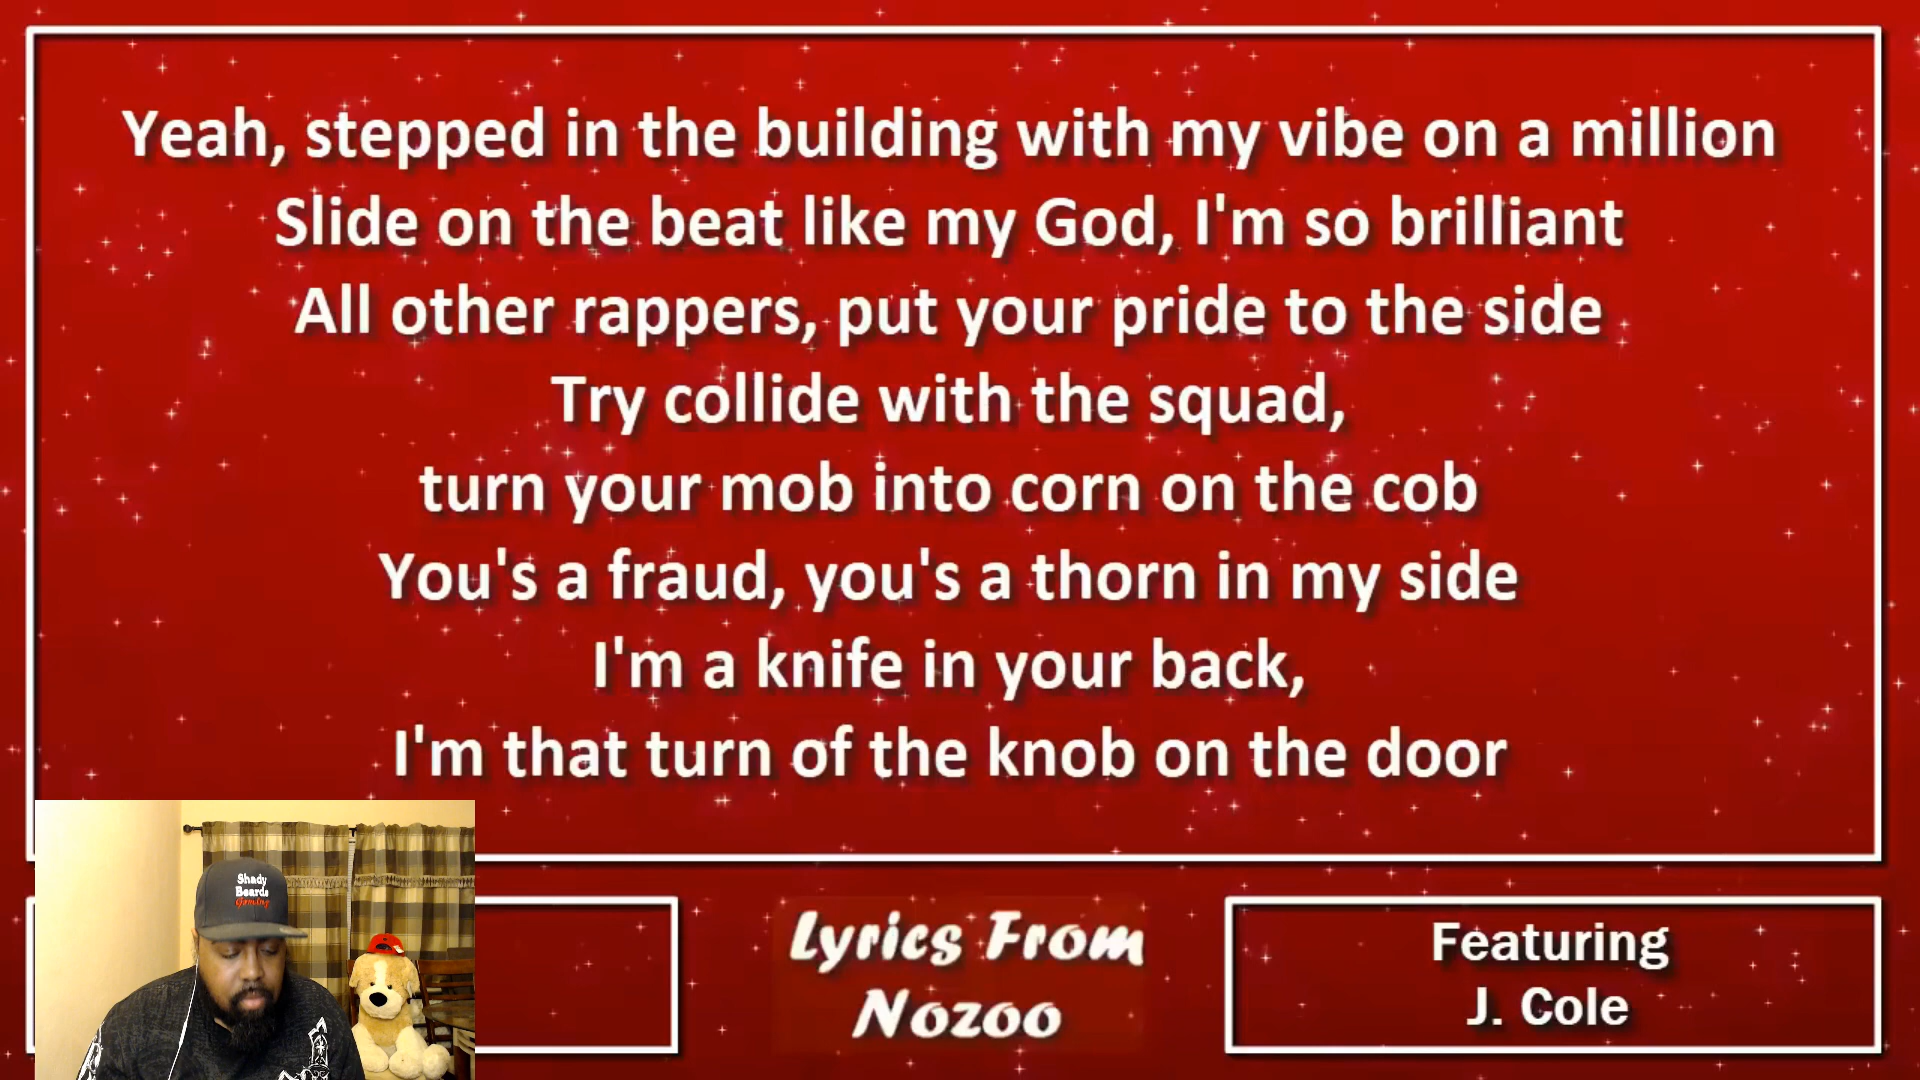 Yeah, stepped in the building with my vibe on a million
Slide on the beat like my God, I'm so brilliant
All other rappers, put your pride to the side
Try collide with the squad,
turn your mob into corn on the cob
You's a fraud, you's a thorn in my side
I'm a knife in your back,
I'm that turn of the knob on the door
Shady
Beards
Gaming
Lyrics From
Nozoo
Featuring
J. Cole